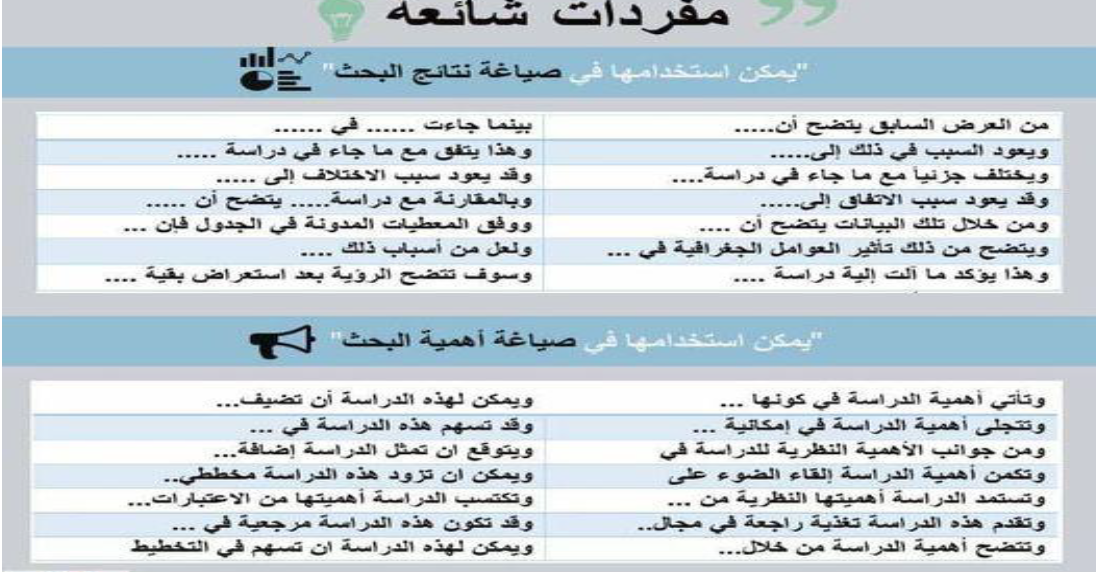 مفردات شائعه
"يمكن استخدامها في صياغة نتائج البحث"
من العرض السابق يتضح أن..... بينما جاءت ...... في ......
ويعود السبب في ذلك إلى..... وهذا يتفق مع ما جاء في دراسة .....
ويختلف جزئياً مع ما جاء في دراسة.... وقد يعود سبب الاختلاف إلى .....
وقد يعود سبب الاتفاق إلى..... وبالمقارنة مع دراسة..... يتضح أن .....
ومن خلال تلك البيانات يتضح أن .... ووفق المعطيات المدونة في الجدول فإن ...
ويتضح من ذلك تأثير العوامل الجغرافية في ... ولعل من أسباب ذلك ....
وهذا يؤكد ما آلت إلية دراسة .... وسوف تتضح الرؤية بعد استعراض بقية ....
"يمكن استخدامها في صياغة أهمية البحث"
وتأتي أهمية الدراسة في كونها ... ويمكن لهذه الدراسة أن تضيف...
وتتجلى أهمية الدراسة في إمكانية ... وقد تسهم هذه الدراسة في ...
ومن جوانب الأهمية النظرية للدراسة في ويتوقع ان تمثل الدراسة إضافة...
وتكمن أهمية الدراسة إلقاء الضوء على ويمكن ان تزود هذه الدراسة مخططي..
وتستمد الدراسة أهميتها النظرية من ... وتكتسب الدراسة أهميتها من الاعتبارات...
وتقدم هذه الدراسة تغذية راجعة في مجال.. وقد تكون هذه الدراسة مرجعية في ...
وتتضح أهمية الدراسة من خلال... ويمكن لهذه الدراسة ان تسهم في التخطيط